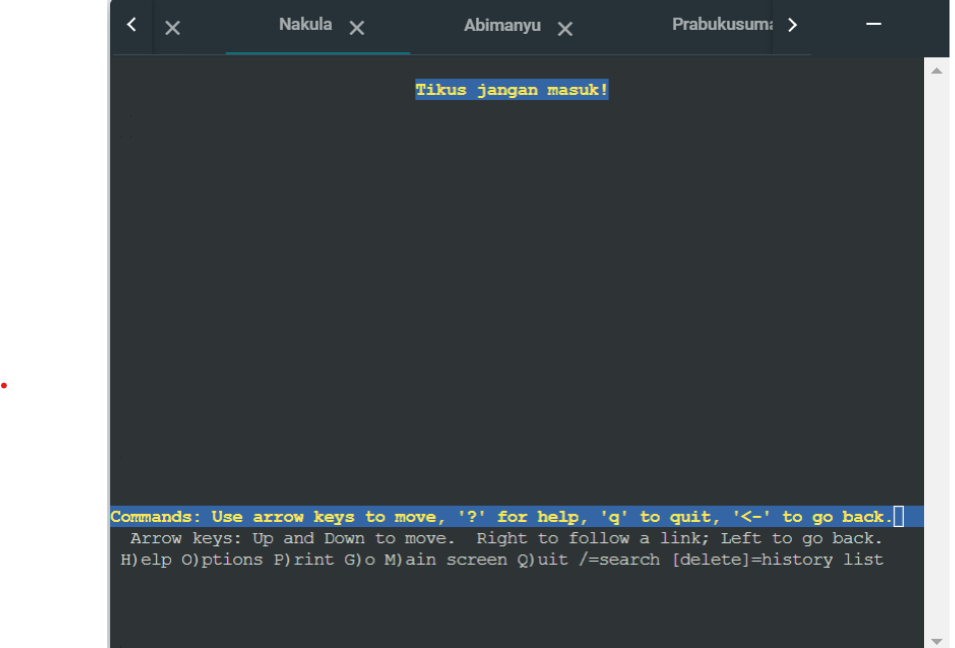 Nakula Abimanyu
Tikus jangan masuk!
Commands: Use arrow keys to move, '?' for help, 'q' to quit, '<-' to go back.
Arrow keys: Up and Down to move. Right to follow a link; Left to go back.
H)elp O)ptions P)rint G)o M)ain screen Q)uit /=search [delete]=history list